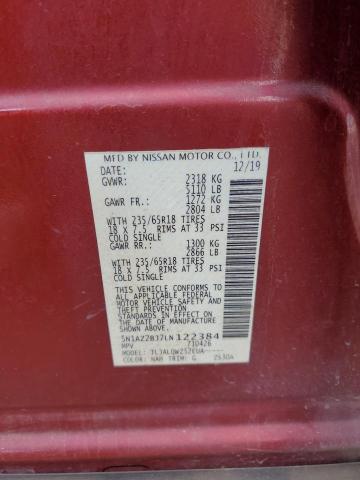 MFD BY NISSAN MOTOR CO., LTD.
DATE: 12/19
GVWR: 2318 KG
5110 LB
GAWR FR.: 1272 KG
2804 LB
WITH 235/65R18 TIRES
18 X 7.5 RIMS AT 33 PSI
COLD SINGLE
GAWR RR.: 1300 KG
2866 LB
WITH 235/65R18 TIRES
18 X 7.5 RIMS AT 33 PSI
COLD SINGLE
THIS VEHICLE CONFORMS TO ALL
APPLICABLE FEDERAL MOTOR VEHICLE
MOTOR VEHICLE SAFETY AND
THEFT PREVENTION
STANDARDS IN EFFECT ON THE
DATE OF MANUFACTURE
SHOWN ABOVE.
5N1AZ2BJ7LN122384
MPV 710426
MODEL:
COLOR: NAH TRIM: G